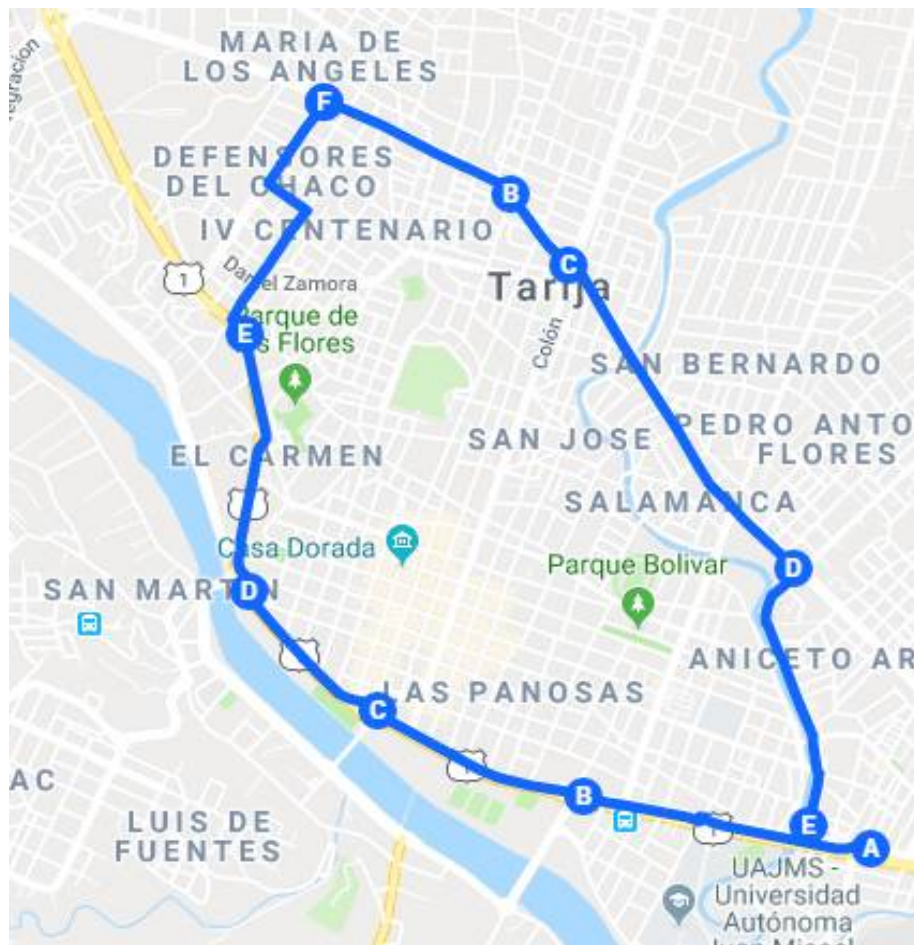 MARIA DE
LOS ANGELES
F
DEFENSORES
DEL CHACO
B
IV CENTENARIO
C
1
Daniel Zamora
Tarija
Parque de
E
s Flores
Colón
SAN BERNARDO
PEDRO ANTO
SAN JOSE
FLORES
EL CARMEN
SALAMANCA
Casa Dorada
Parque Bolivar
D
SAN MARTIN
D
ANICETO AR
LAS PANOSAS
C
AC
B
LUIS DE
FUENTES
1
E
A
UAJMS -
Universidad
Autónoma